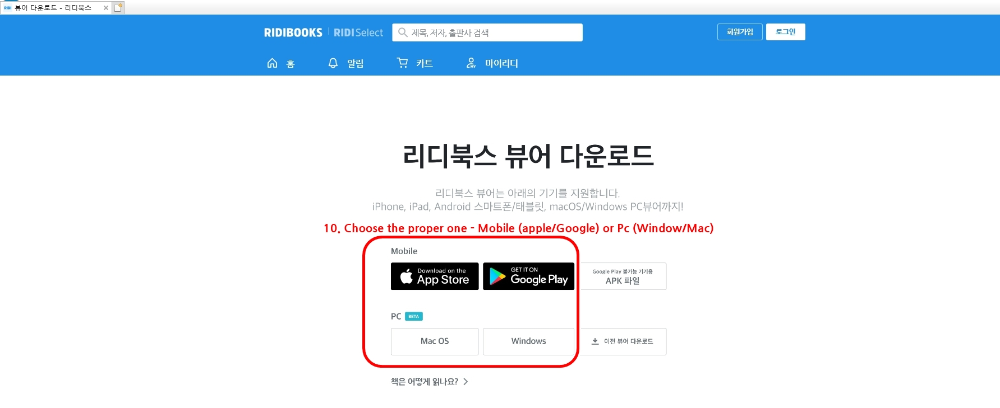 RIDI 뷰어 다운로드 - 리디북스
RIDIBOOKS RIDI Select 제목, 저자, 출판사 검색 회원가입 로그인
홈 알림 카트 MY 마이리디
리디북스 뷰어 다운로드
리디북스 뷰어는 아래의 기기를 지원합니다.
iPhone, iPad, Android 스마트폰/태블릿, macOS/Windows PC뷰어까지!
10. Choose the proper one - Mobile (apple/Google) or Pc (Window/Mac)
Mobile
Download on the
App Store
GET IT ON
Google Play
Google Play 불가능 기기용
APK 파일
PC BETA
Mac OS Windows 이전 뷰어 다운로드
책은 어떻게 읽나요?